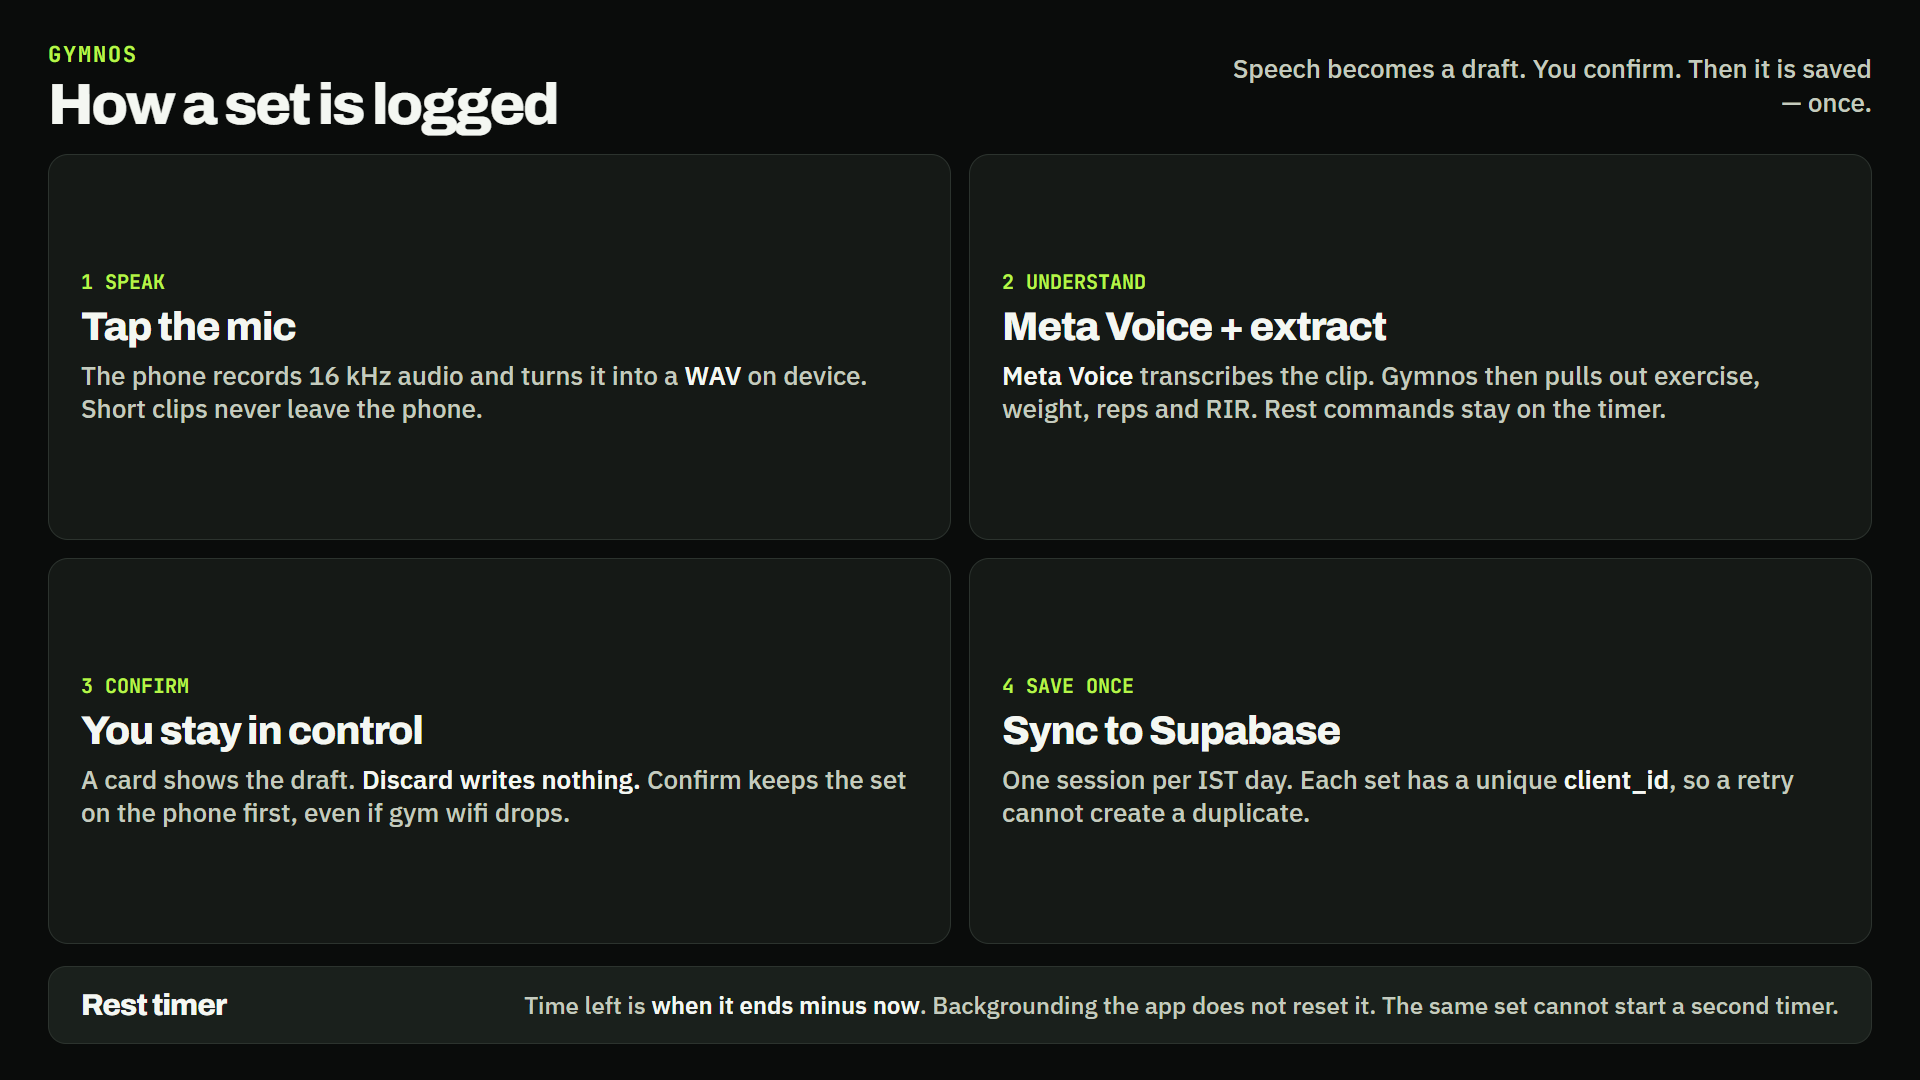 GYMNOS
How a set is logged
Speech becomes a draft. You confirm. Then it is saved
— once.
1 SPEAK
Tap the mic
The phone records 16 kHz audio and turns it into a WAV on device.
Short clips never leave the phone.
2 UNDERSTAND
Meta Voice + extract
Meta Voice transcribes the clip. Gymnos then pulls out exercise,
weight, reps and RIR. Rest commands stay on the timer.
3 CONFIRM
You stay in control
A card shows the draft. Discard writes nothing. Confirm keeps the set
on the phone first, even if gym wifi drops.
4 SAVE ONCE
Sync to Supabase
One session per IST day. Each set has a unique client_id, so a retry
cannot create a duplicate.
Rest timer
Time left is when it ends minus now. Backgrounding the app does not reset it. The same set cannot start a second timer.